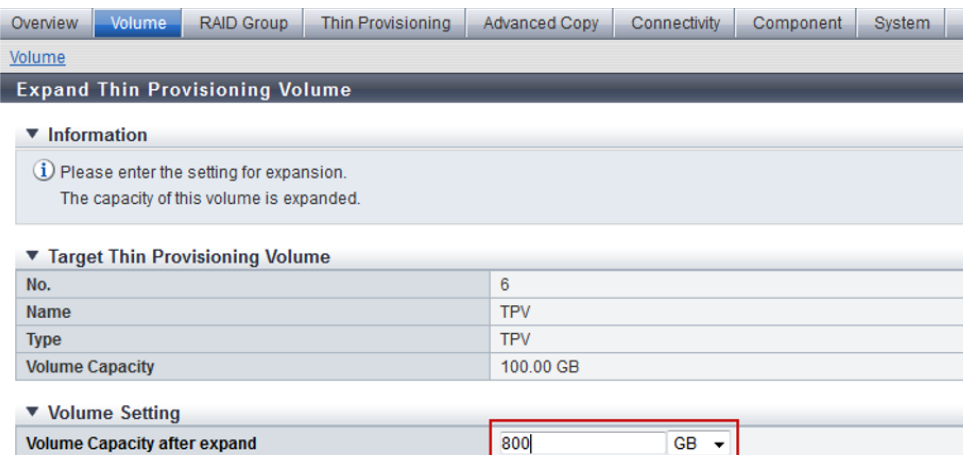 Overview Volume RAID Group Thin Provisioning Advanced Copy Connectivity Component System
Volume
Expand Thin Provisioning Volume
Information
Please enter the setting for expansion.
The capacity of this volume is expanded.
Target Thin Provisioning Volume
No. 6
Name TPV
Type TPV
Volume Capacity 100.00 GB
Volume Setting
Volume Capacity after expand 800 GB